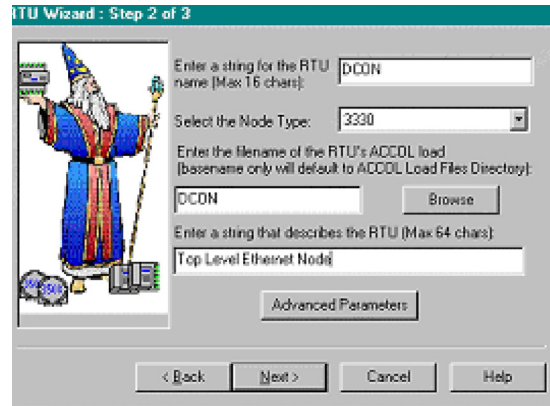 RTU Wizard : Step 2 of 3
Enter a string for the RTU
name (Max 16 chars):
DCON
Select the Node Type:
3330
Enter the filename of the RTU's ACCOL load
(basename only will default to ACCOL Load Files Directory):
DCON
Browse
Enter a string that describes the RTU (Max 64 chars)
Top Level Ethernet Node
Advanced Parameters
< Back
Next >
Cancel
Help